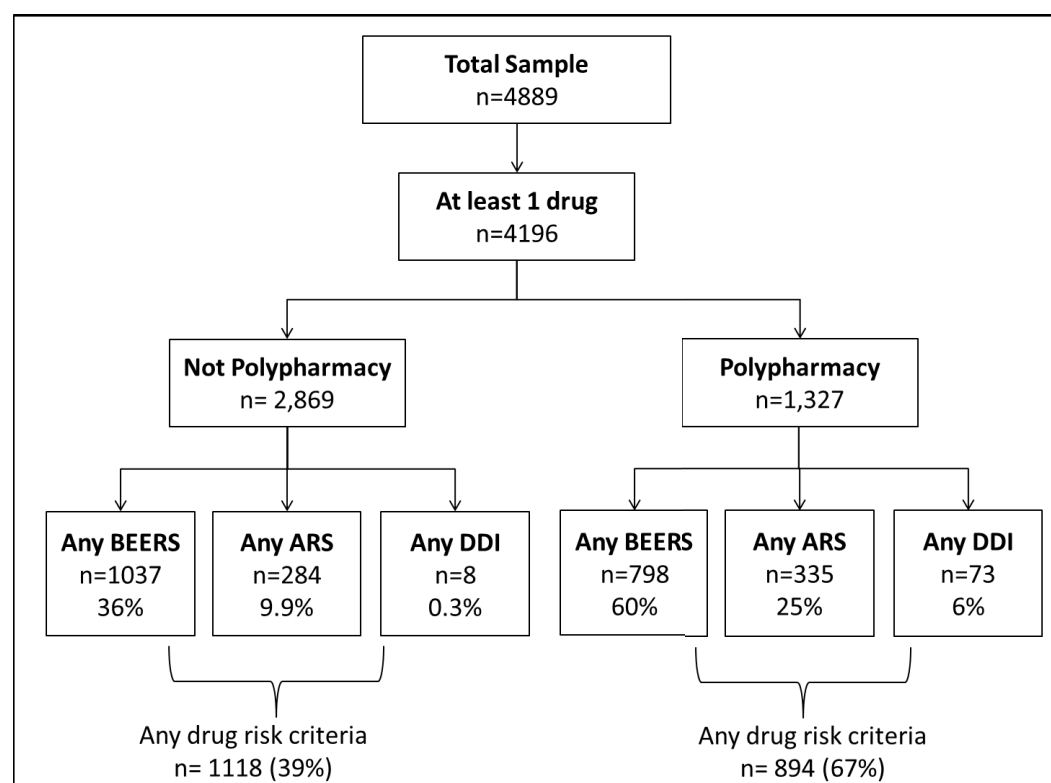 Total Sample
n=4889
At least 1 drug
n=4196
Not Polypharmacy
n= 2,869
Polypharmacy
n=1,327
Any BEERS
n=1037
36%
Any ARS
n=284
9.9%
Any DDI
n=8
0.3%
Any BEERS
n=798
60%
Any ARS
n=335
25%
Any DDI
n=73
6%
Any drug risk criteria
n= 1118 (39%)
Any drug risk criteria
n= 894 (67%)